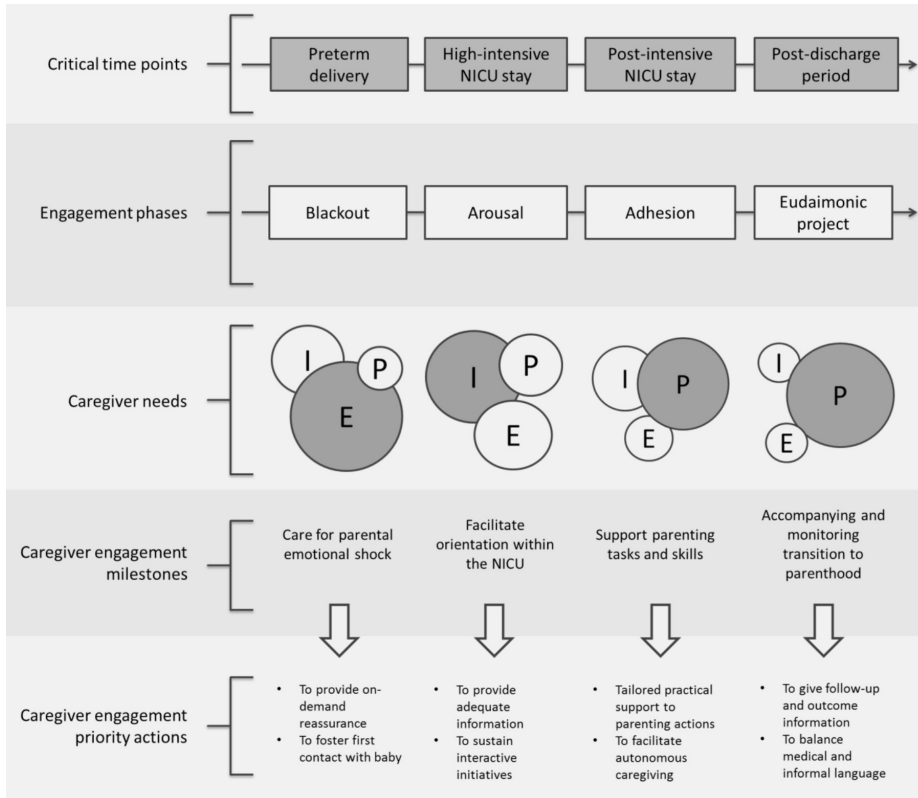 Critical time points
Preterm
delivery
High-intensive
NICU stay
Post-intensive
NICU stay
Post-discharge
period
Engagement phases
Blackout
Arousal
Adhesion
Eudaimonic
project
Caregiver needs
I
P
E
I
P
E
I
P
E
I
P
E
Caregiver engagement
milestones
Care for parental
emotional shock
Facilitate
orientation within
the NICU
Support parenting
tasks and skills
Accompanying and
monitoring
transition to
parenthood
Caregiver engagement
priority actions
• To provide on-
demand
reassurance
• To foster first
contact with baby
• To provide
adequate
information
• To sustain
interactive
initiatives
• Tailored practical
support to
parenting actions
• To facilitate
autonomous
caregiving
• To give follow-up
and outcome
information
• To balance
medical and
informal language